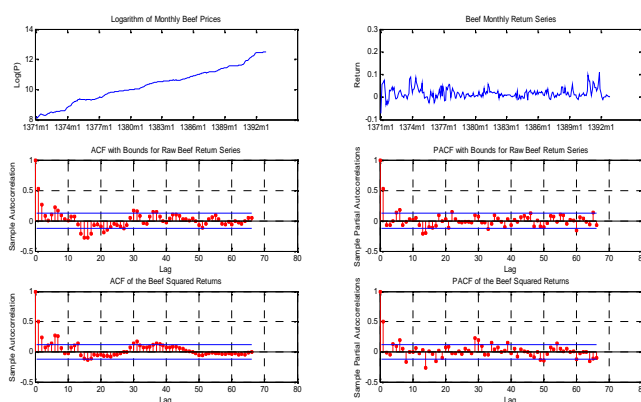 Logarithm of Monthly Beef Prices
14
12
10
8
Log(P)
1371m1 1374m1 1377m1 1380m1 1383m1 1386m1 1389m1 1392m1
Beef Monthly Return Series
0.3
0.2
0.1
0
-0.1
Return
1371m1 1374m1 1377m1 1380m1 1383m1 1386m1 1389m1 1392m1
ACF with Bounds for Raw Beef Return Series
1
0.5
0
-0.5
Sample Autocorrelation
0 10 20 30 40 50 60 70 80
Lag
PACF with Bounds for Raw Beef Return Series
1
0.5
0
-0.5
Sample Partial Autocorrelations
0 10 20 30 40 50 60 70 80
Lag
ACF of the Beef Squared Returns
1
0.5
0
-0.5
Sample Autocorrelation
0 10 20 30 40 50 60 70 80
Lag
PACF of the Beef Squared Returns
1
0.5
0
-0.5
Sample Partial Autocorrelations
0 10 20 30 40 50 60 70 80
Lag